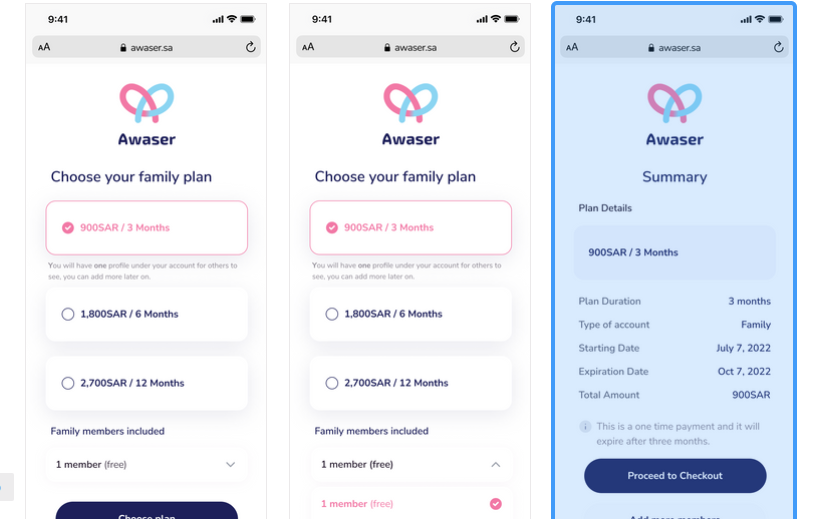 9:41
AA
awaser.sa
Awaser
Choose your family plan
900SAR / 3 Months
You will have one profile under your account for others to
see, you can add more later on.
1,800SAR / 6 Months
2,700SAR / 12 Months
Family members included
1 member (free)
Choose plan
9:41
AA
awaser.sa
Awaser
Choose your family plan
900SAR / 3 Months
You will have one profile under your account for others to
see, you can add more later on.
1,800SAR / 6 Months
2,700SAR / 12 Months
Family members included
1 member (free)
1 member (free)
9:41
AA
awaser.sa
Awaser
Summary
Plan Details
900SAR / 3 Months
Plan Duration 3 months
Type of account Family
Starting Date July 7, 2022
Expiration Date Oct 7, 2022
Total Amount 900SAR
i This is a one time payment and it will
expire after three months.
Proceed to Checkout
Add more members